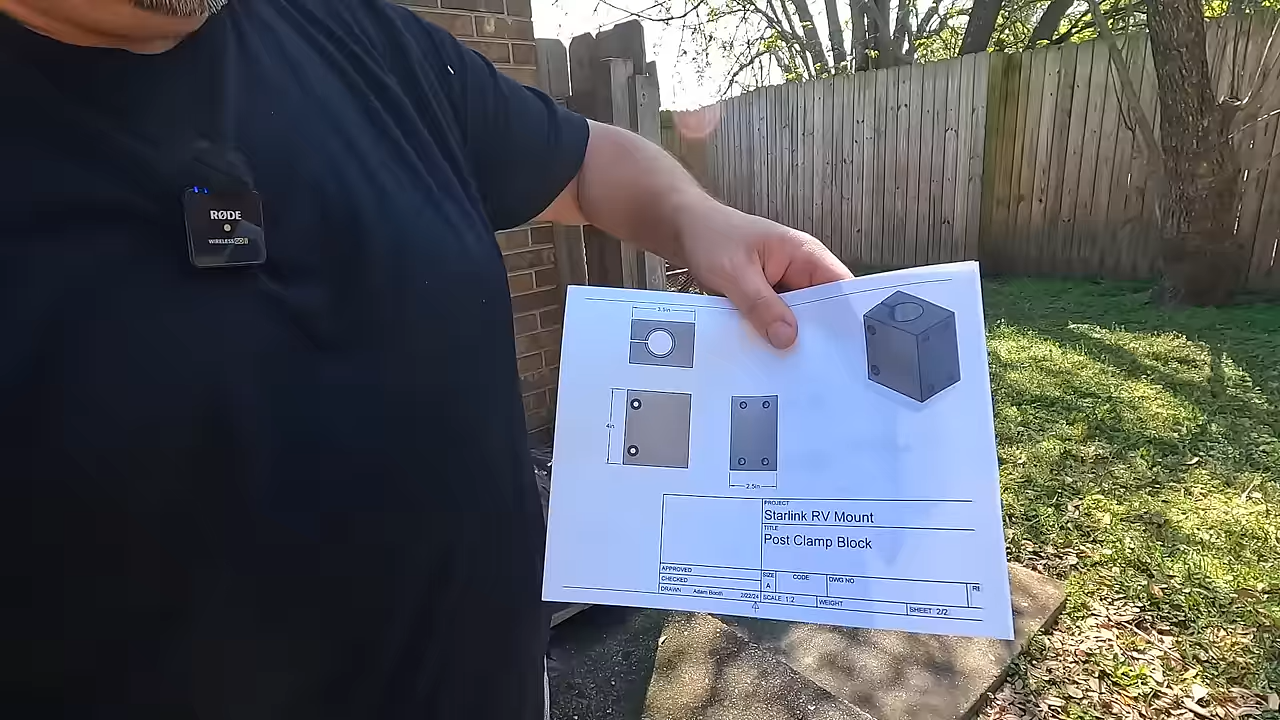 RØDE
WIRELESS GO II
3.5in
4in
2.5in
PROJECT
Starlink RV Mount
TITLE
Post Clamp Block
APPROVED
CHECKED
DRAWN Adam Booth 2/22/24
SIZE
A
CODE
DWG NO
SCALE 1:2
WEIGHT
SHEET 2/2